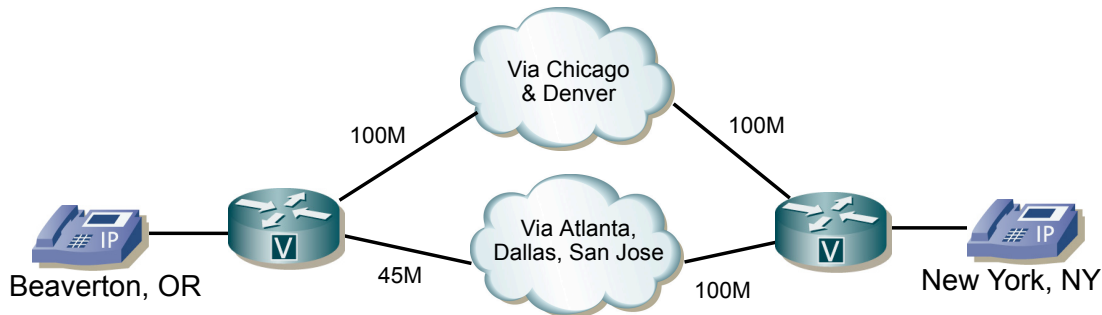 Via Chicago
& Denver
100M
100M
IP
V
Via Atlanta,
Dallas, San Jose
V
IP
45M
100M
Beaverton, OR
New York, NY